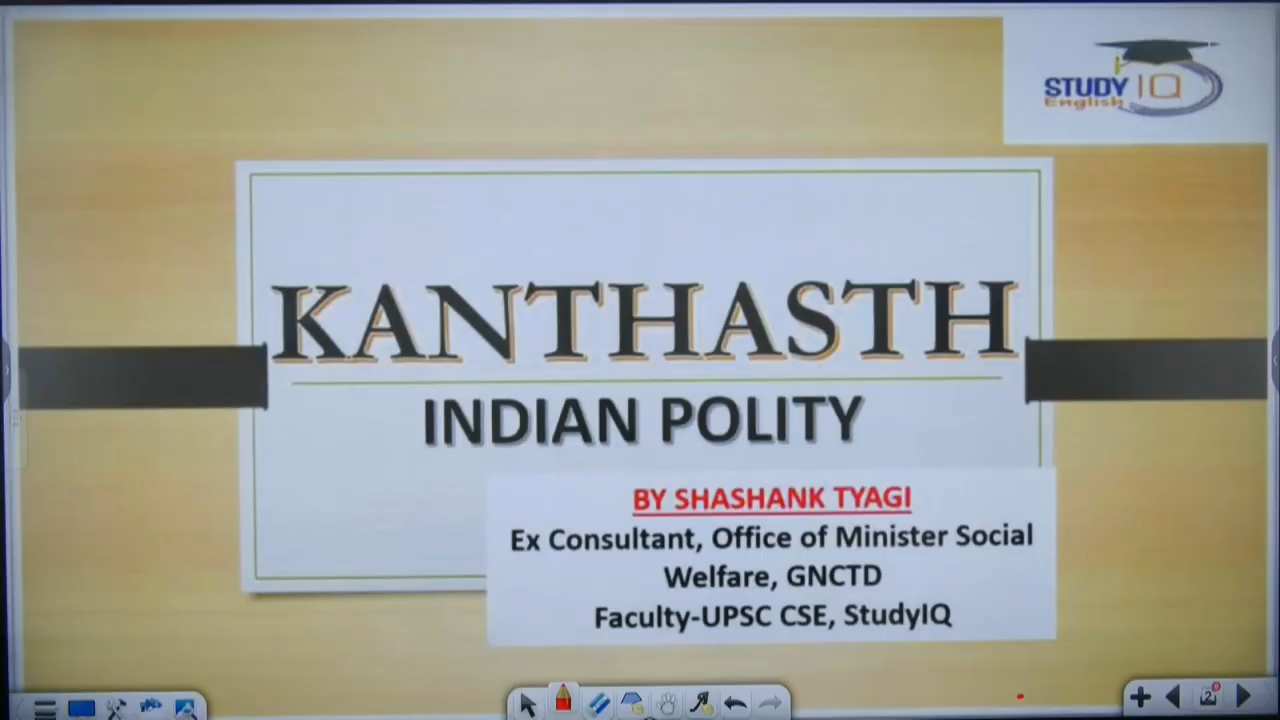 STUDY IQ
English
KANTHASTH
INDIAN POLITY
BY SHASHANK TYAGI
Ex Consultant, Office of Minister Social
Welfare, GNCTD
Faculty-UPSC CSE, StudyIQ
2